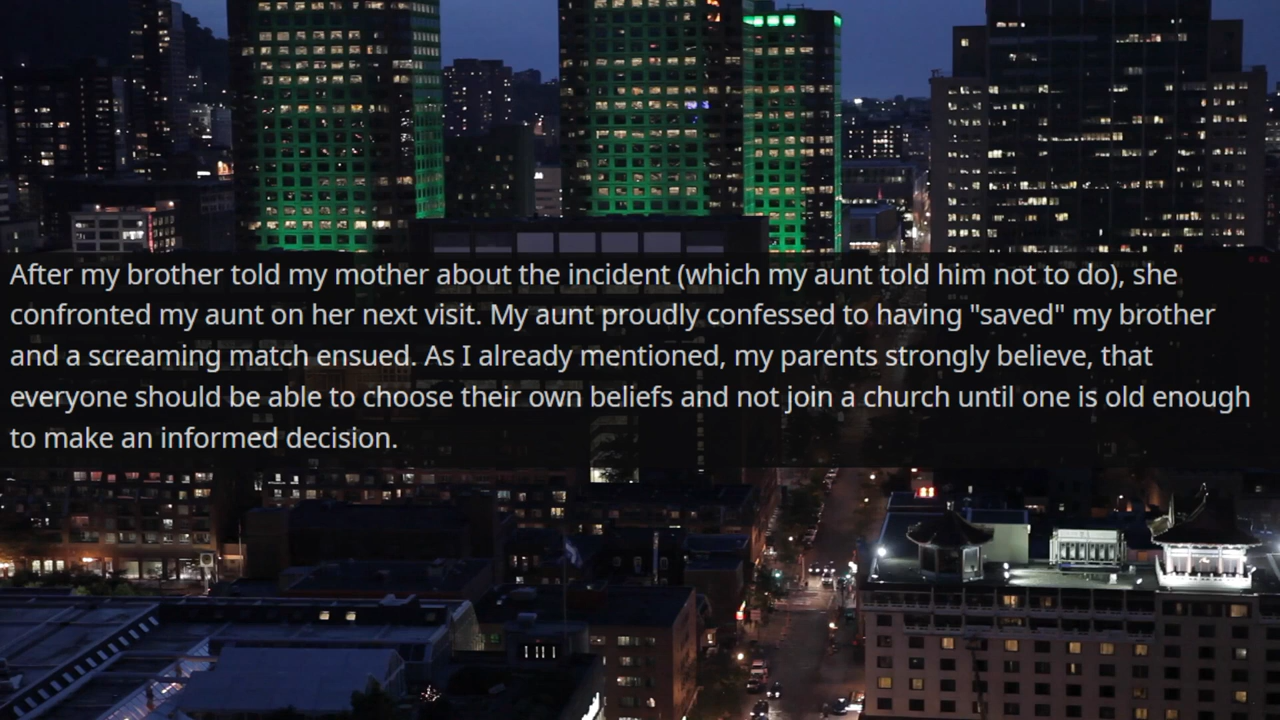 After my brother told my mother about the incident (which my aunt told him not to do), she
confronted my aunt on her next visit. My aunt proudly confessed to having "saved" my brother
and a screaming match ensued. As I already mentioned, my parents strongly believe, that
everyone should be able to choose their own beliefs and not join a church until one is old enough
to make an informed decision.